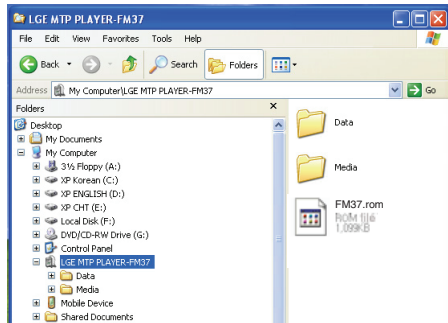 LGE MTP PLAYER-FM37
File Edit View Favorites Tools Help
Back Search Folders
Address My Computer\LGE MTP PLAYER-FM37 Go
Folders x
Desktop
My Documents
My Computer
3½ Floppy (A:)
XP Korean (C:)
XP ENGLISH (D:)
XP CHT (E:)
Local Disk (F:)
DVD/CD-RW Drive (G:)
Control Panel
LGE MTP PLAYER-FM37
Data
Media
Mobile Device
Shared Documents
Data
Media
FM37.rom
ROM file
1,099KB